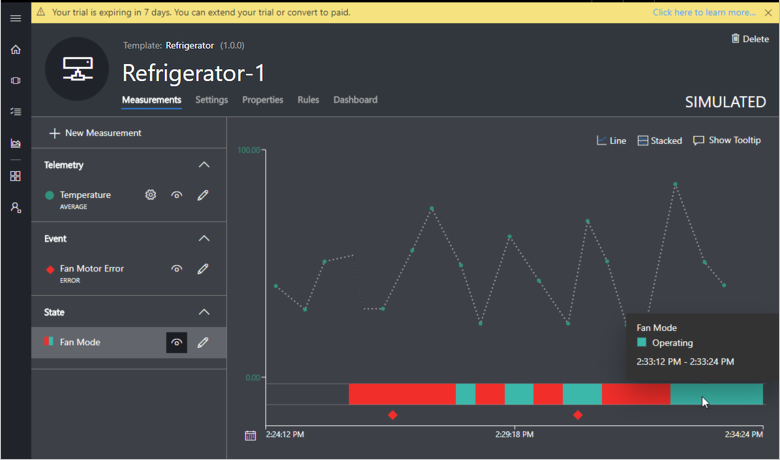 Your trial is expiring in 7 days. You can extend your trial or convert to paid.
Click here to learn more...
Template: Refrigerator (1.0.0)
Delete
Refrigerator-1
Measurements Settings Properties Rules Dashboard
SIMULATED
New Measurement
Telemetry
Temperature
AVERAGE
Event
Fan Motor Error
ERROR
State
Fan Mode
Line Stacked Show Tooltip
100.00
0.00
Fan Mode
Operating
2:33:12 PM - 2:33:24 PM
2:24:12 PM 2:29:18 PM 2:34:24 PM